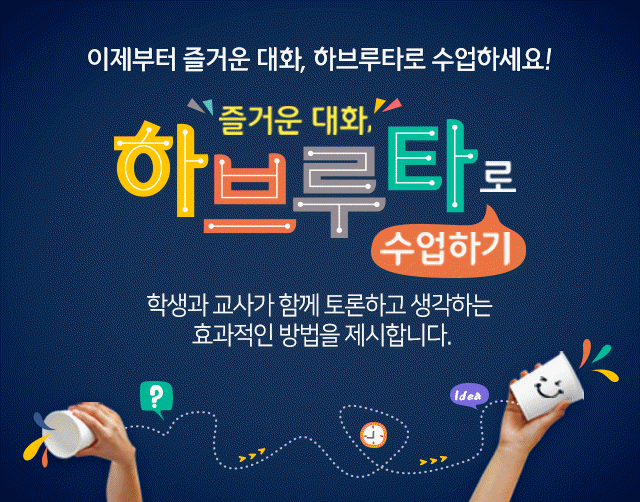 이제부터 즐거운 대화, 하브루타로 수업하세요!
즐거운 대화,
하브루타로
수업하기
학생과 교사가 함께 토론하고 생각하는
효과적인 방법을 제시합니다.
?
Idea